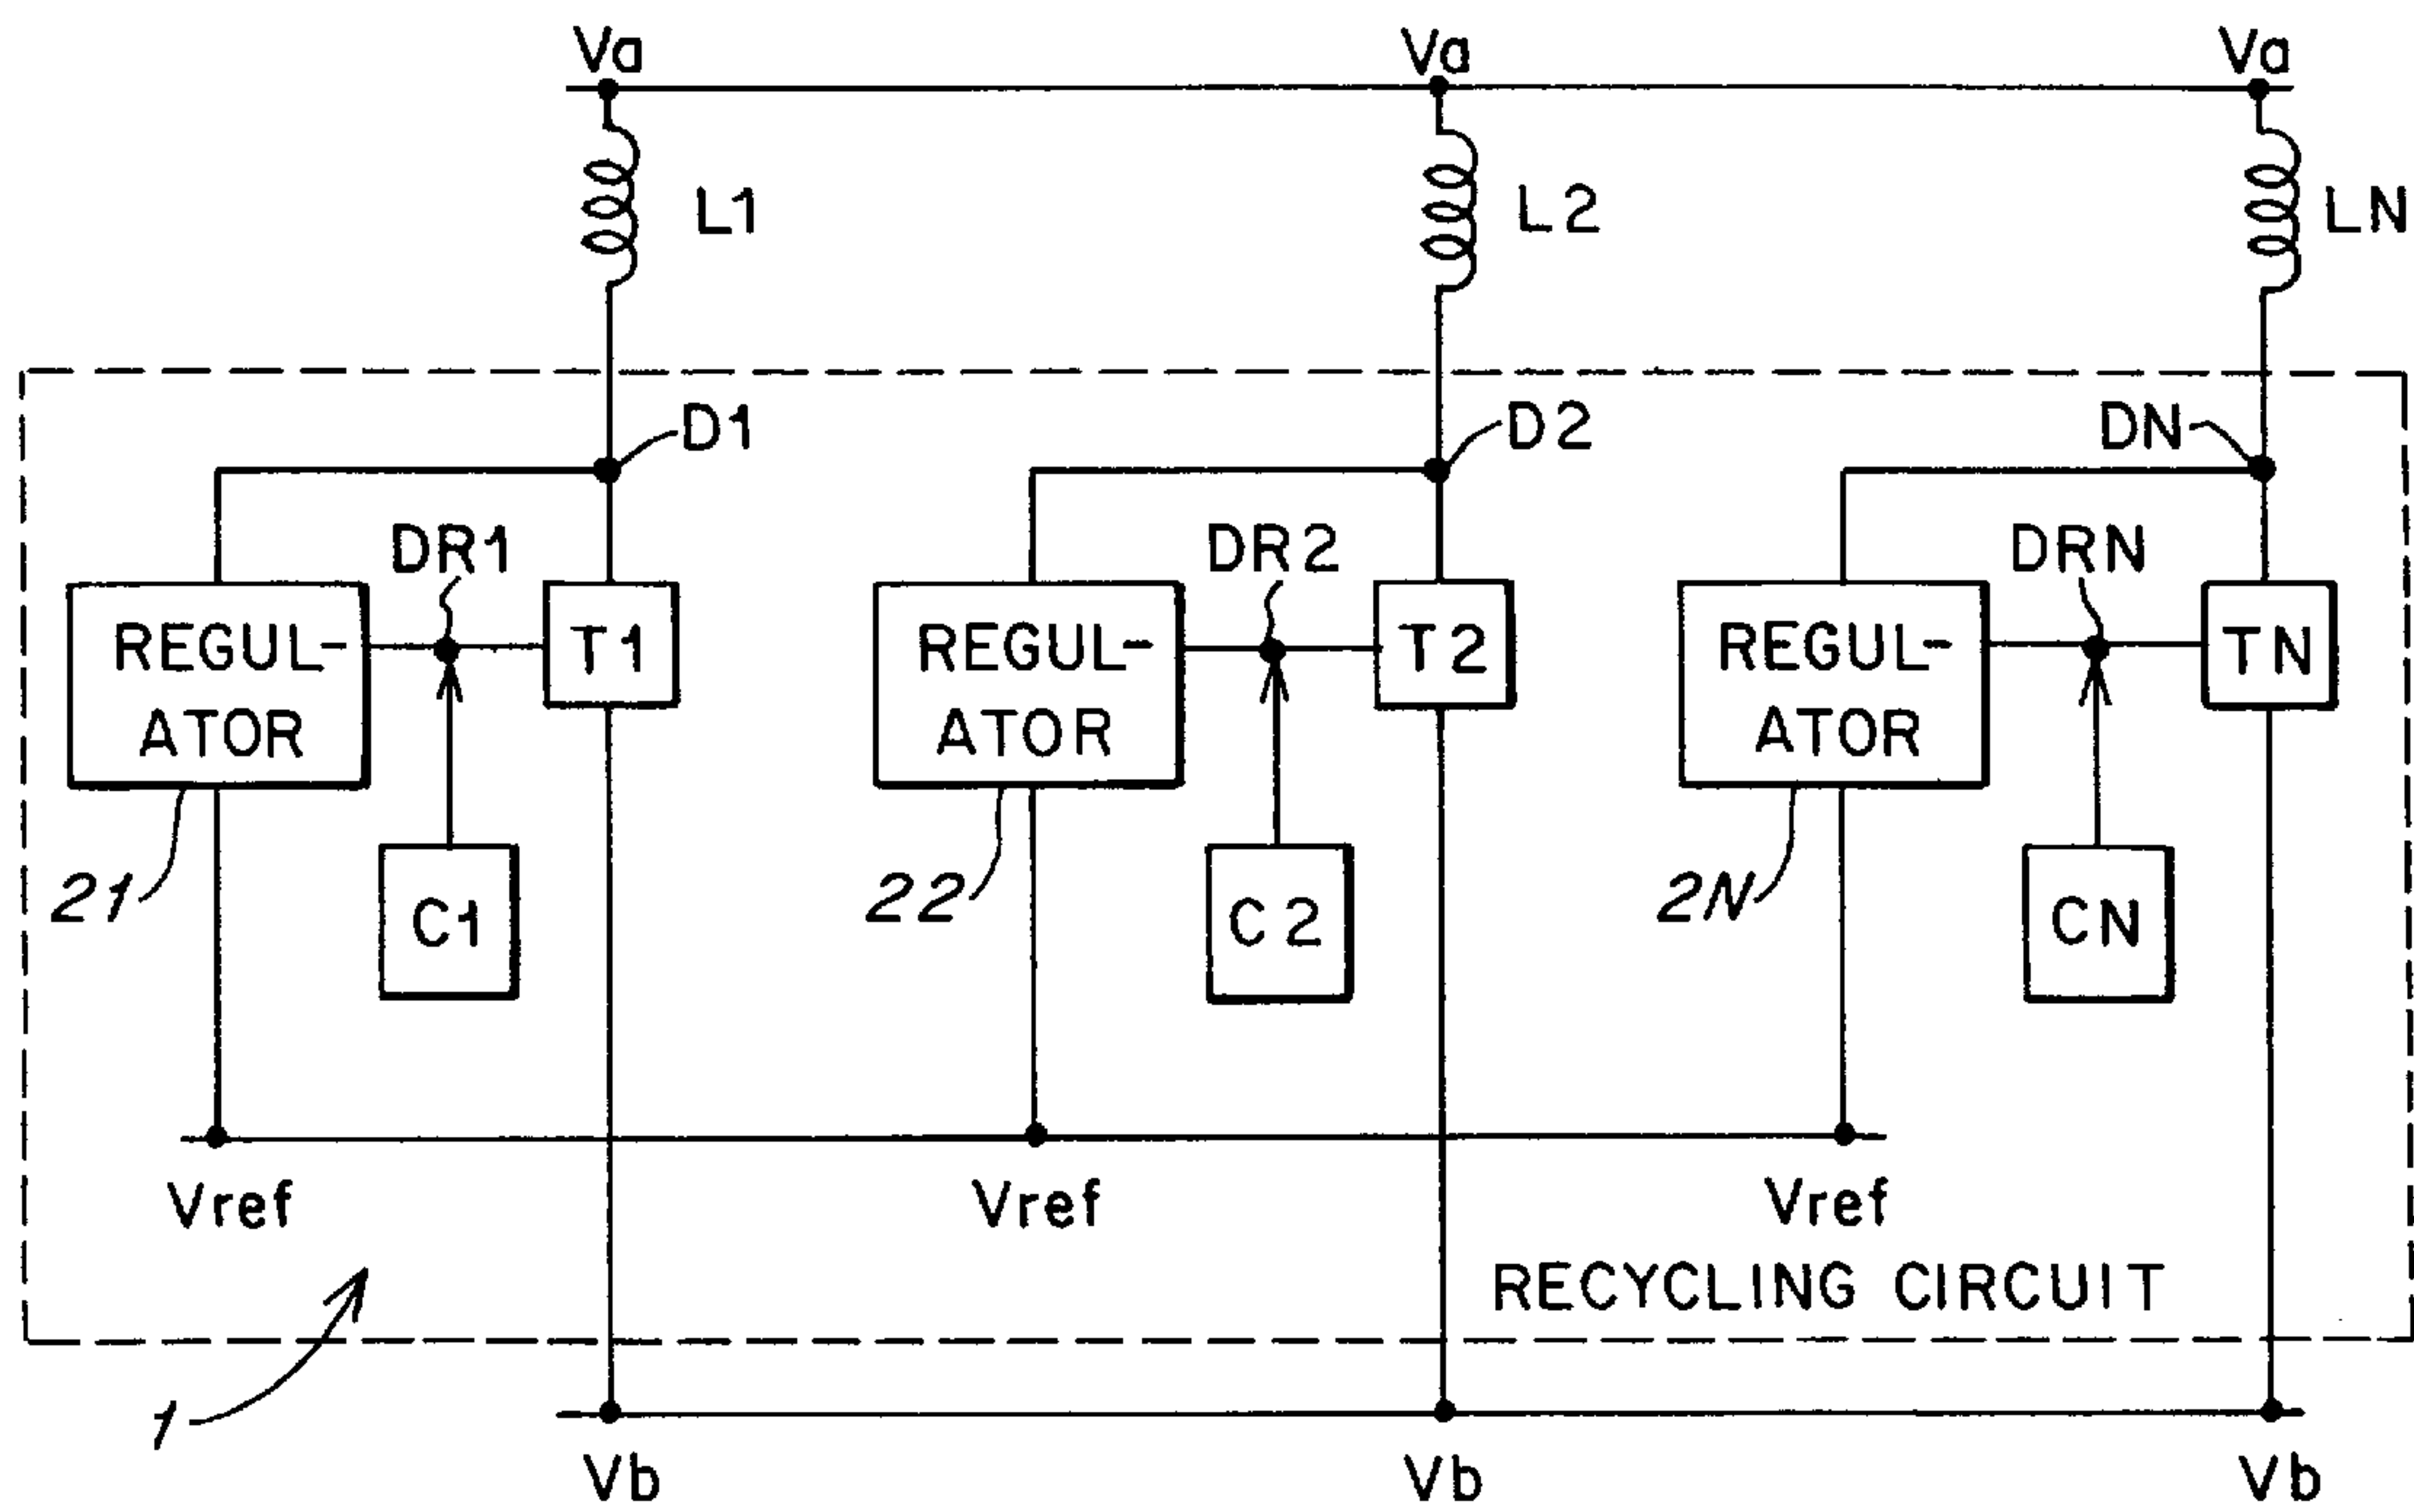 Va Va Va
L1 L2 LN
D1 D2 DN
DR1 DR2 DRN
REGUL- T1 REGUL- T2 REGUL- TN
ATOR ATOR ATOR
21 C1 22 C2 2N CN
Vref Vref Vref
RECYCLING CIRCUIT
1
Vb Vb Vb